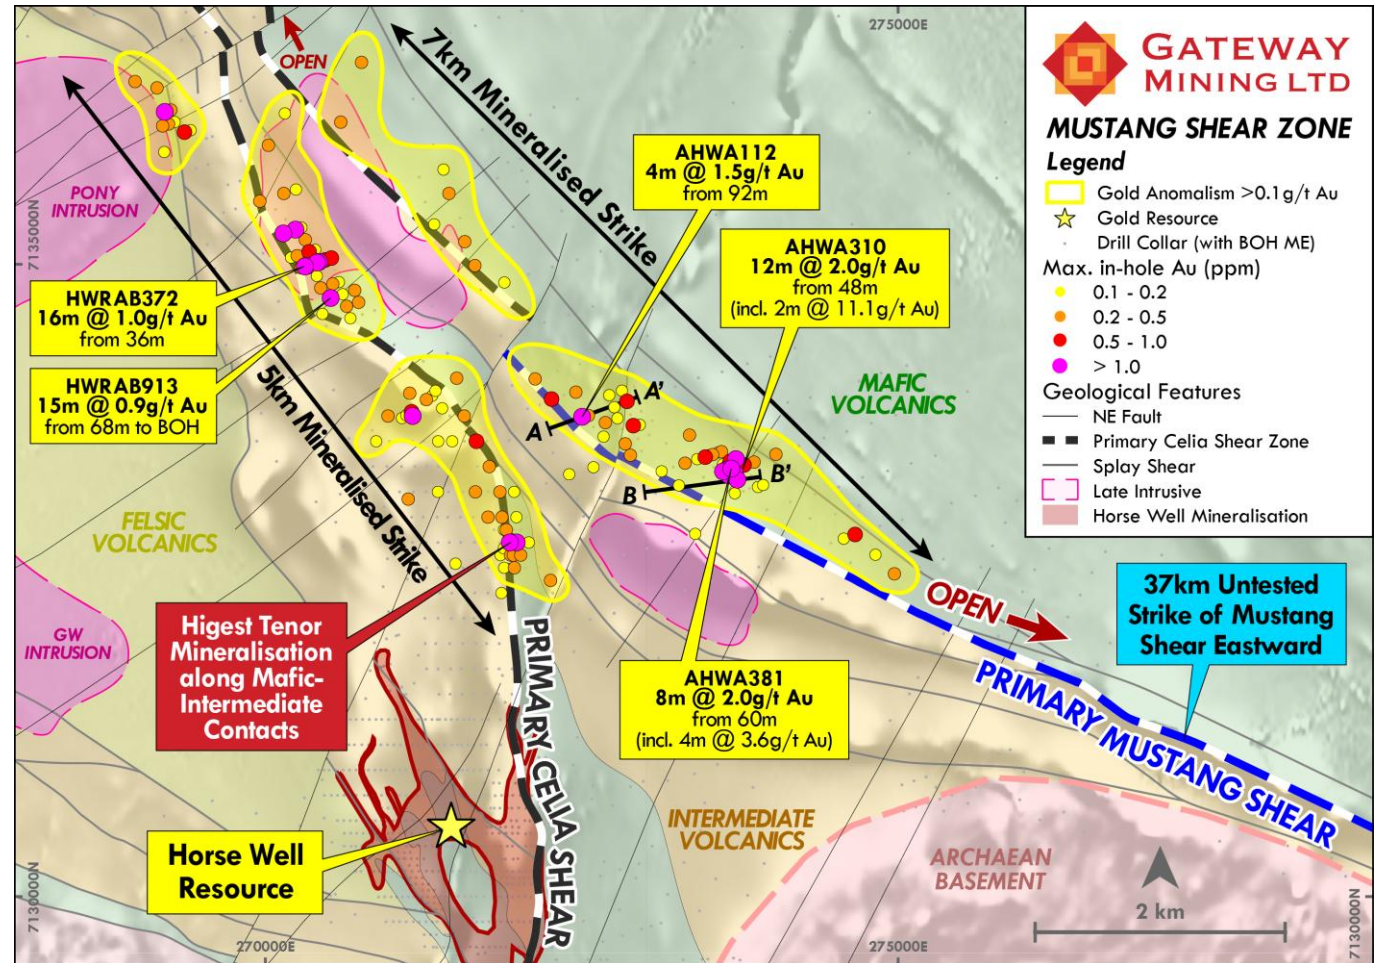 275000E
GATEWAY
MINING LTD
MUSTANG SHEAR ZONE
Legend
Gold Anomalism >0.1g/t Au
Gold Resource
Drill Collar (with BOH ME)
Max. in-hole Au (ppm)
0.1 - 0.2
0.2 - 0.5
0.5 - 1.0
> 1.0
Geological Features
NE Fault
Primary Celia Shear Zone
Splay Shear
Late Intrusive
Horse Well Mineralisation
OPEN
7km Mineralised Strike
PONY
INTRUSION
7135000N
AHWA112
4m @ 1.5g/t Au
from 92m
AHWA310
12m @ 2.0g/t Au
from 48m
(incl. 2m @ 11.1g/t Au)
HWRAB372
16m @ 1.0g/t Au
from 36m
HWRAB913
15m @ 0.9g/t Au
from 68m to BOH
5km Mineralised Strike
MAFIC
VOLCANICS
A
A'
B
B'
FELSIC
VOLCANICS
GW
INTRUSION
Higest Tenor
Mineralisation
along Mafic-
Intermediate
Contacts
OPEN
37km Untested
Strike of Mustang
Shear Eastward
PRIMARY MUSTANG SHEAR
PRIMARY CELIA SHEAR
AHWA381
8m @ 2.0g/t Au
from 60m
(incl. 4m @ 3.6g/t Au)
INTERMEDIATE
VOLCANICS
ARCHAEAN
BASEMENT
Horse Well
Resource
2 km
7130000N
270000E
275000E
7130000N